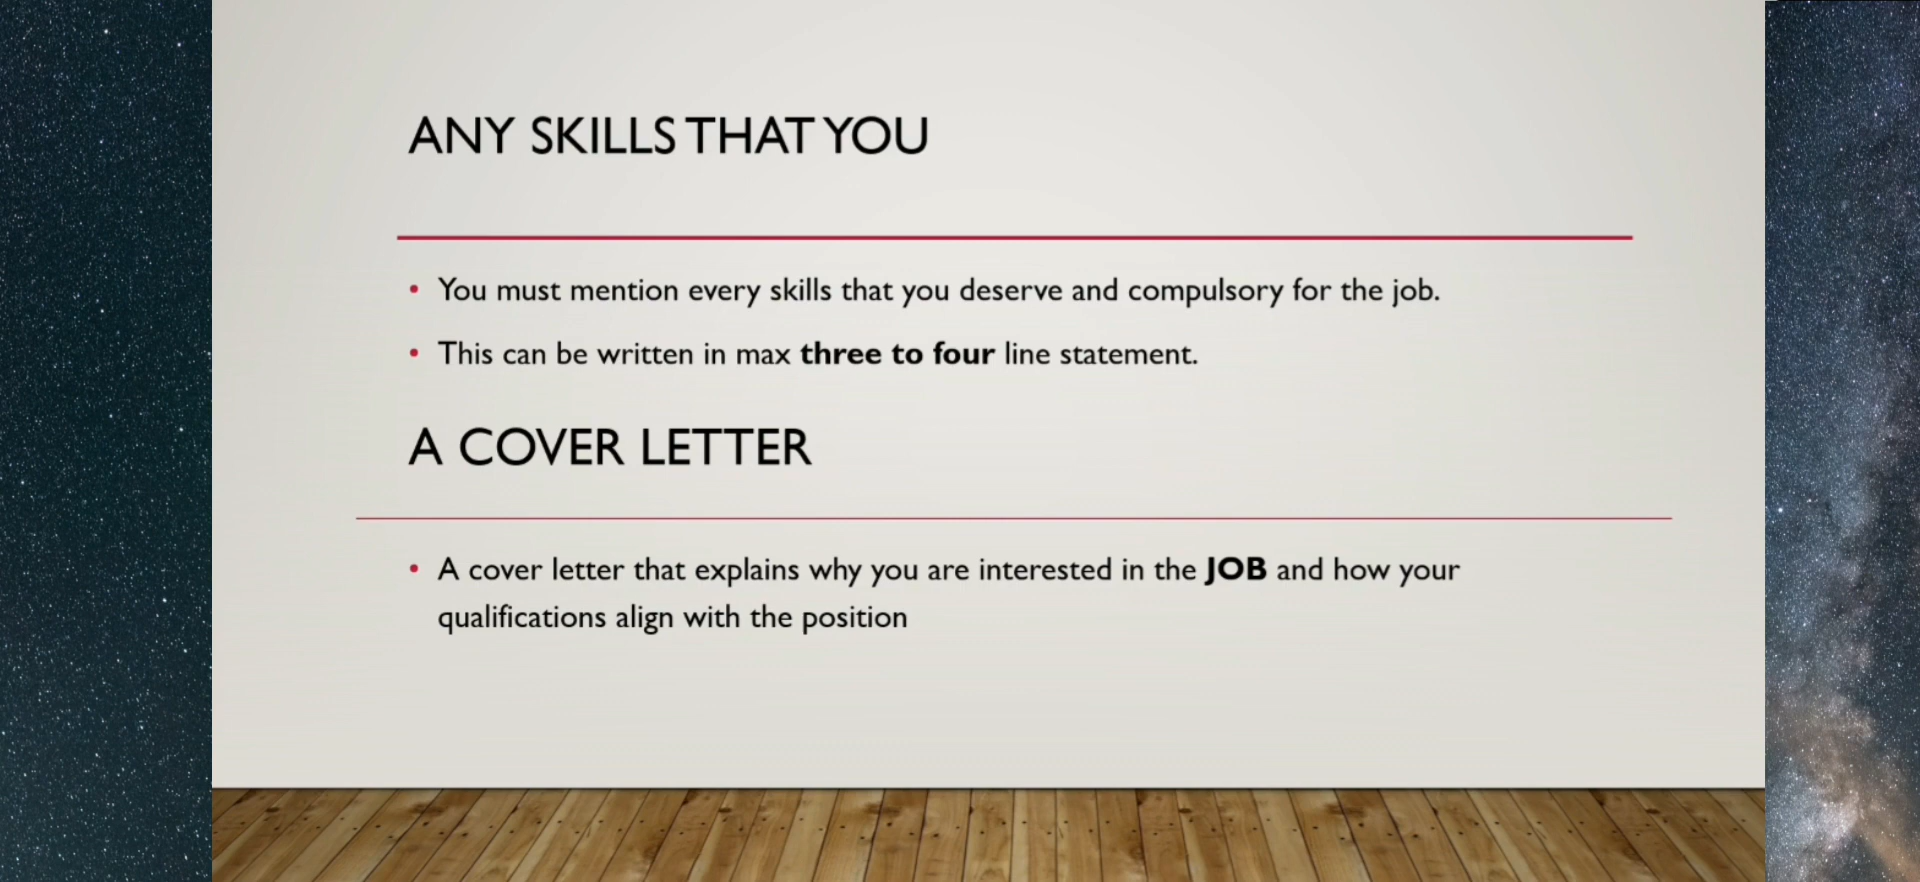 ANY SKILLS THAT YOU
• You must mention every skills that you deserve and compulsory for the job.
• This can be written in max three to four line statement.
A COVER LETTER
• A cover letter that explains why you are interested in the JOB and how your
qualifications align with the position